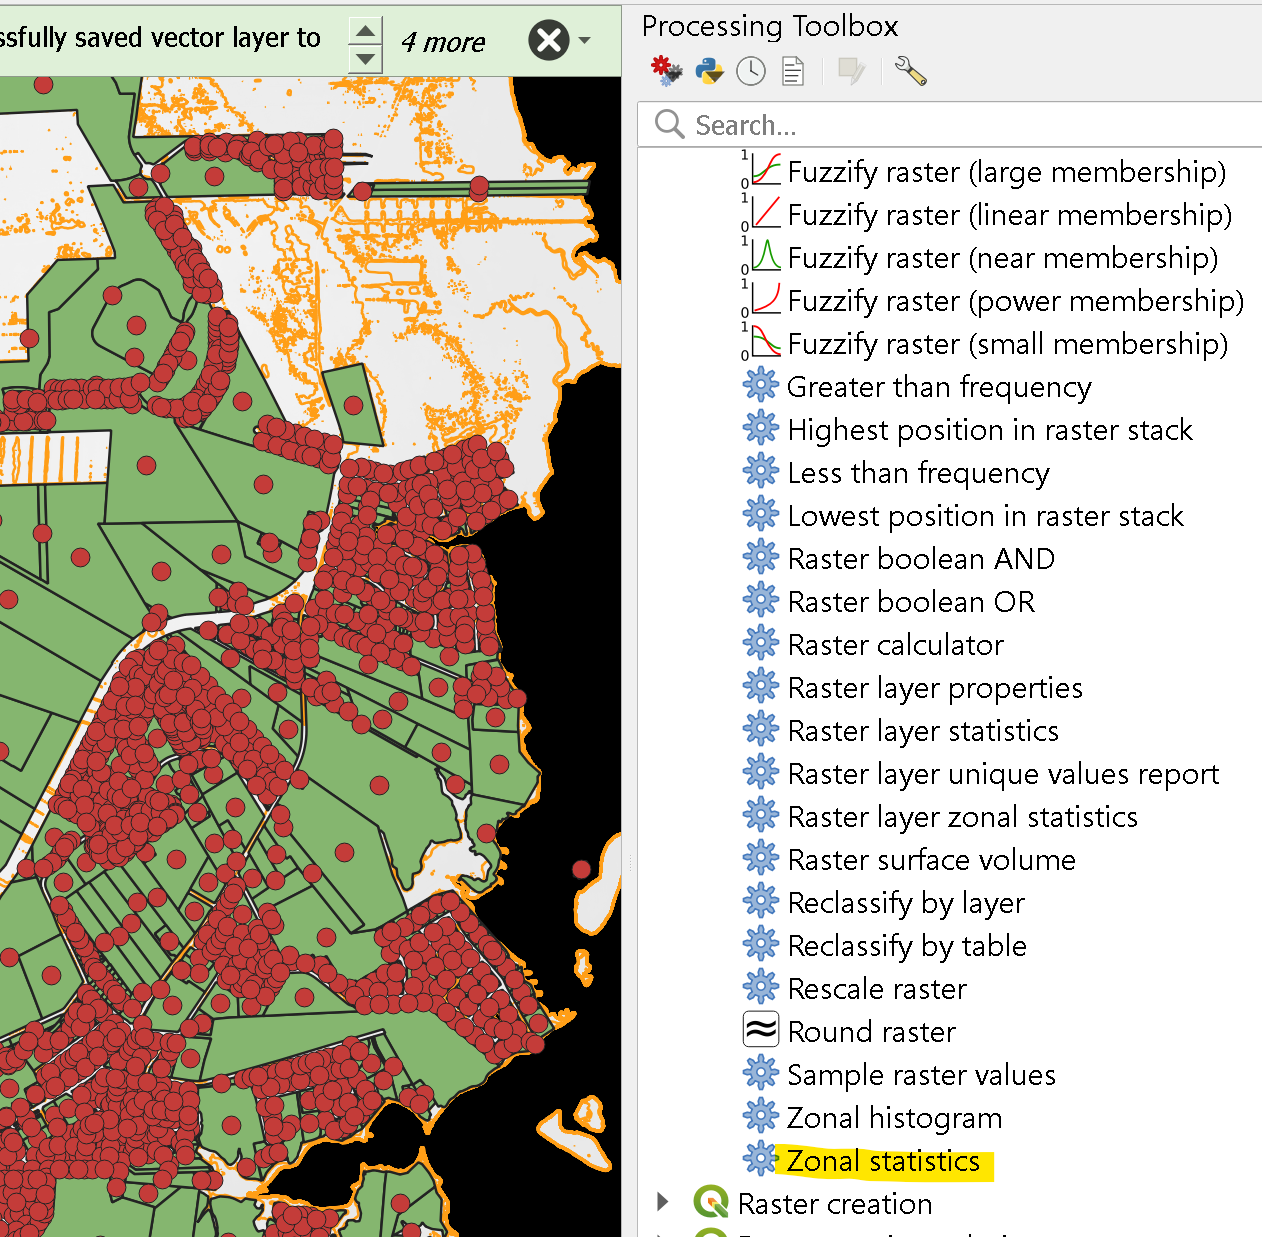 ssfully saved vector layer to
4 more
Processing Toolbox
Search...
Fuzzify raster (large membership)
Fuzzify raster (linear membership)
Fuzzify raster (near membership)
Fuzzify raster (power membership)
Fuzzify raster (small membership)
Greater than frequency
Highest position in raster stack
Less than frequency
Lowest position in raster stack
Raster boolean AND
Raster boolean OR
Raster calculator
Raster layer properties
Raster layer statistics
Raster layer unique values report
Raster layer zonal statistics
Raster surface volume
Reclassify by layer
Reclassify by table
Rescale raster
Round raster
Sample raster values
Zonal histogram
Zonal statistics
Raster creation